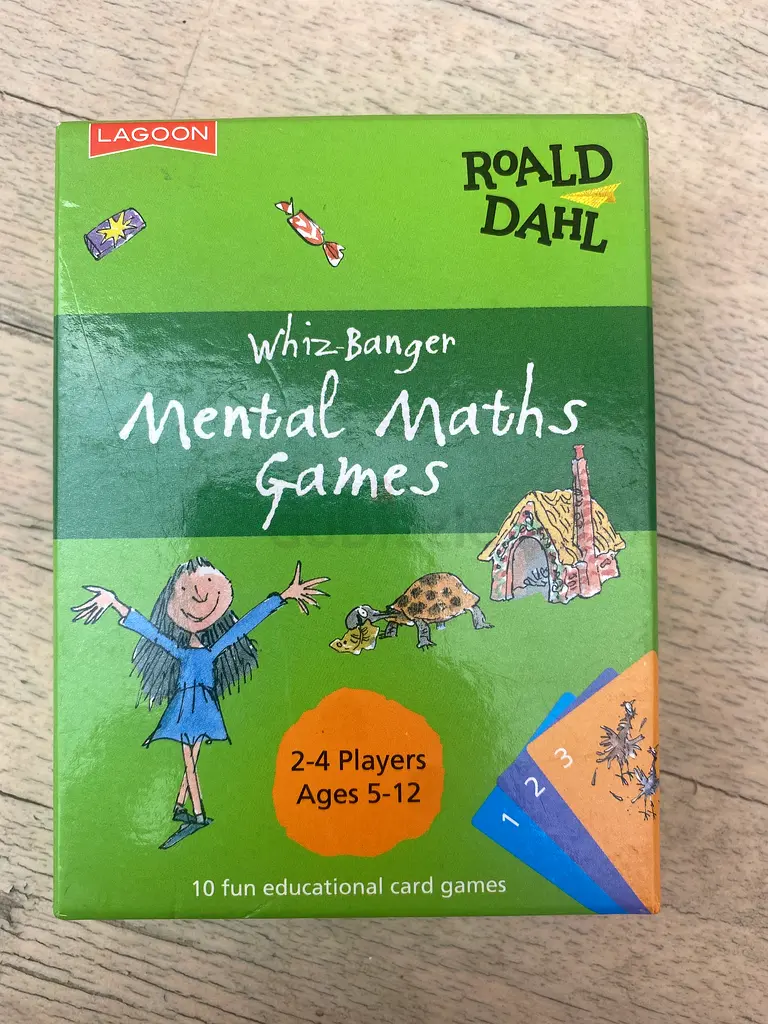 LAGOON
ROALD
DAHL
Whiz-Banger
Mental Maths
Games
2-4 Players
Ages 5-12
1
2
3
10 fun educational card games